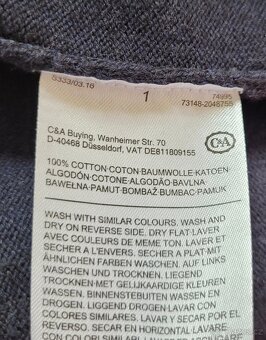 S333/03.16
1
74995
73148-2048755
C&A Buying, Wanheimer Str. 70
D-40468 Düsseldorf, VAT DE811809155
C&A
100% COTTON-COTON-BAUMWOLLE-KATOEN-
ALGODÓN-COTONE ALGODÃO-BAVLNA
BAWEŁNA-PAMUT-BOMBAŽ-BUMBAC-PAMUK
WASH WITH SIMILAR COLOURS. WASH AND
DRY ON REVERSE SIDE. DRY FLAT-LAVER
AVEC COULEURS DE MEME TON. LAVER ET
SECHER A L'ENVERS. SECHER A PLAT-MIT
ÄHNLICHEN FARBEN WASCHEN. AUF LINKS
WASCHEN UND TROCKNEN. LIEGEND
TROCKNEN-MET GELIJKAARDIGE KLEUREN
WASSEN. BINNENSTEBUITEN WASSEN EN
DROGEN. LIGGEND DROGEN-LAVAR CON
COLORES SIMILARES. LAVAR Y SECAR POR
SECAR EN HORIZONTAL-LAVARE